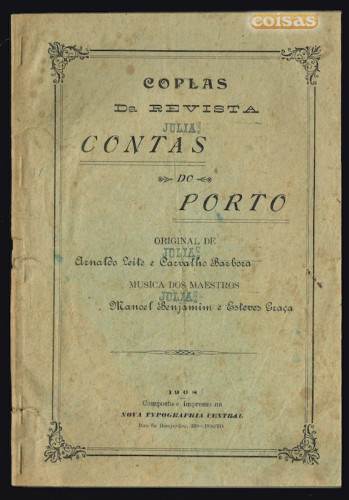 coisas
COPLAS
Da REVISTA
JULIA
CONTAS
DO
PORTO
ORIGINAL DE
JULIA
Arnaldo Leite e Carvalho Barbosa
MUSICA DOS MAESTROS
JULIA
Manoel Benjamim e Esteves Graça
1908
Composto e impresso na
NOVA TYPOGRAPHIA CENTRAL
PORTO